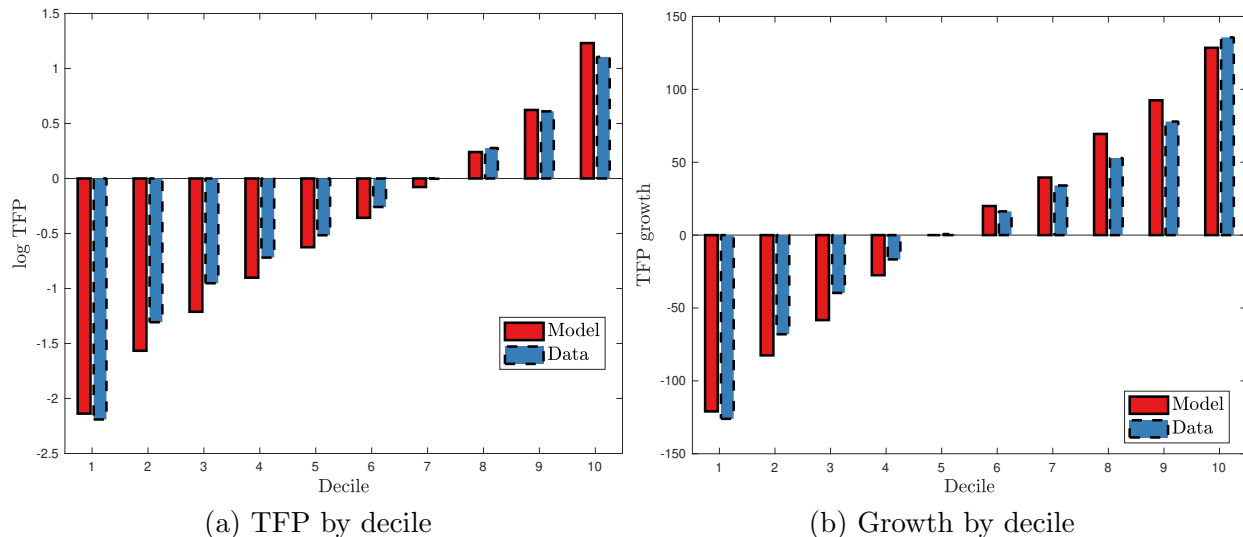 1.5
1
0.5
0
-0.5
-1
-1.5
-2
-2.5
log TFP
Model
Data
1 2 3 4 5 6 7 8 9 10
Decile
(a) TFP by decile
150
100
50
0
-50
-100
-150
TFP growth
Model
Data
1 2 3 4 5 6 7 8 9 10
Decile
(b) Growth by decile